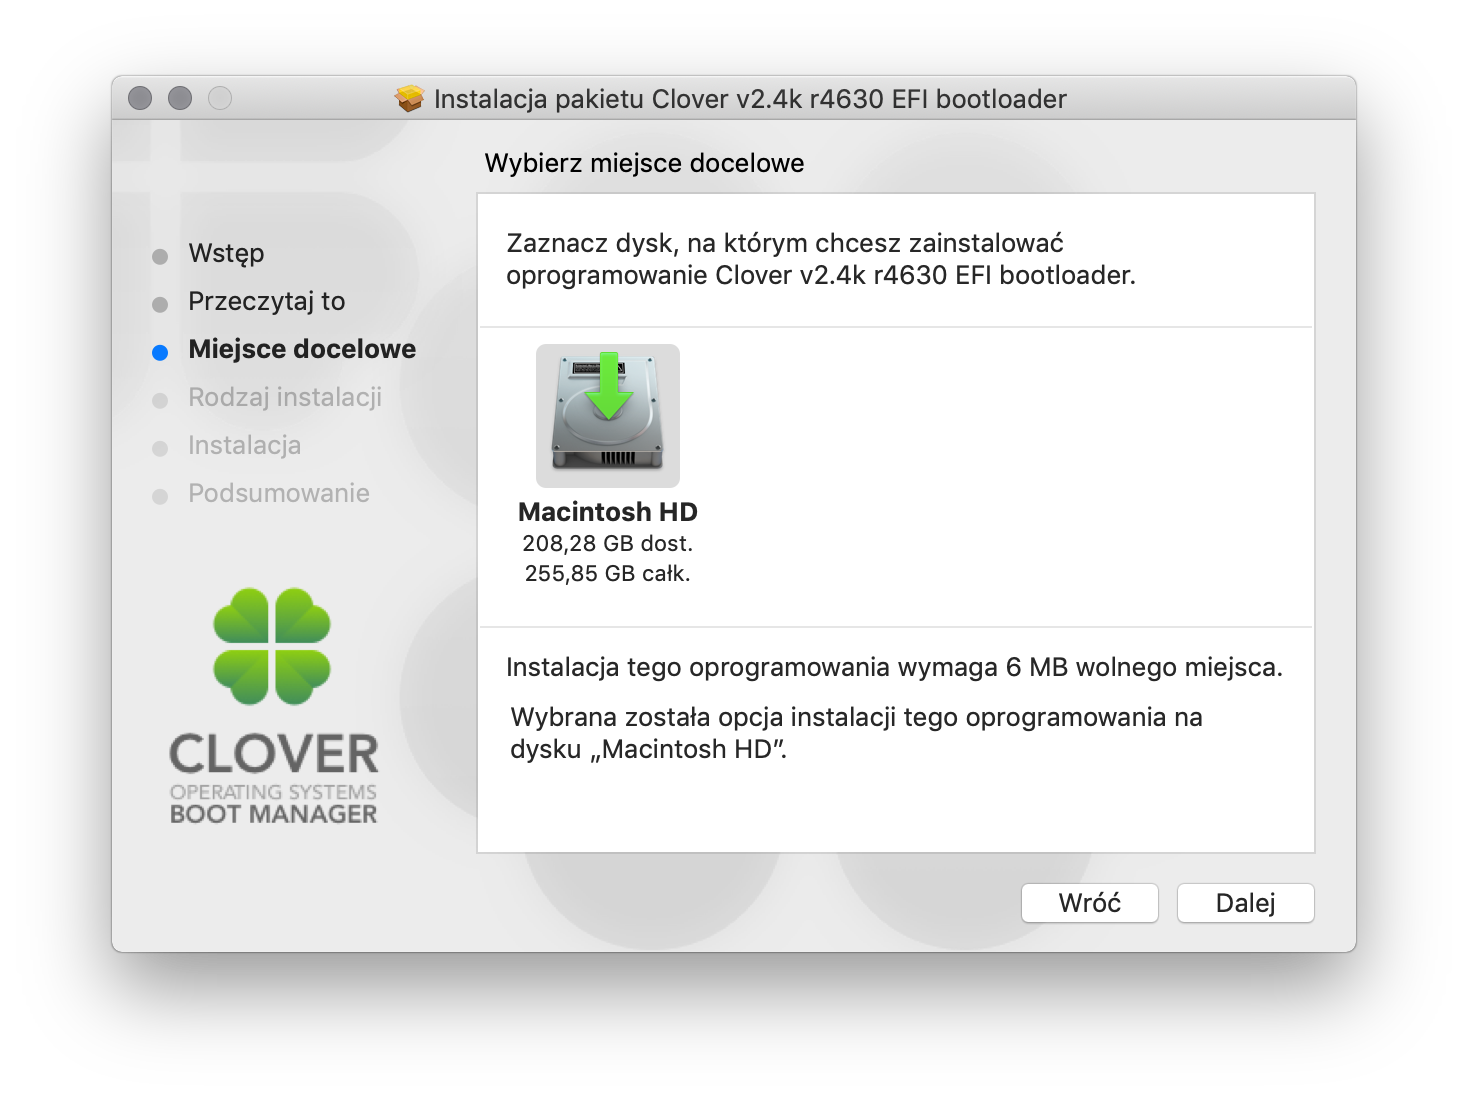 Instalacja pakietu Clover v2.4k r4630 EFI bootloader
Wybierz miejsce docelowe
Wstęp
Przeczytaj to
Miejsce docelowe
Rodzaj instalacji
Instalacja
Podsumowanie
CLOVER
OPERATING SYSTEMS
BOOT MANAGER
Zaznacz dysk, na którym chcesz zainstalować
oprogramowanie Clover v2.4k r4630 EFI bootloader.
Macintosh HD
208,28 GB dost.
255,85 GB całk.
Instalacja tego oprogramowania wymaga 6 MB wolnego miejsca.
Wybrana została opcja instalacji tego oprogramowania na
dysku „Macintosh HD”.
Wróć
Dalej